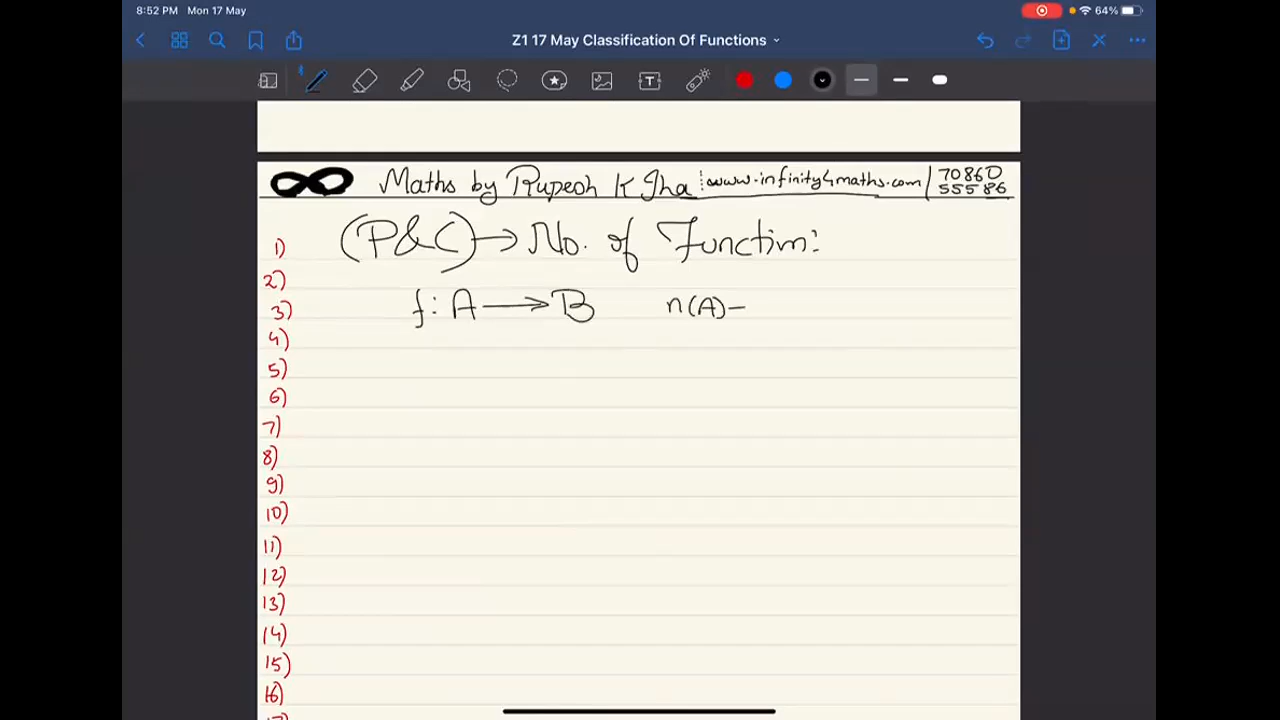 8:52 PM Mon 17 May 64%
Z1 17 May Classification Of Functions
Maths by Rupesh K Jha www.infinity4maths.com 70860 55586
1) (P&C) → No. of Function:
2)
3) f: A → B n(A) –
4)
5)
6)
7)
8)
9)
10)
11)
12)
13)
14)
15)
16)